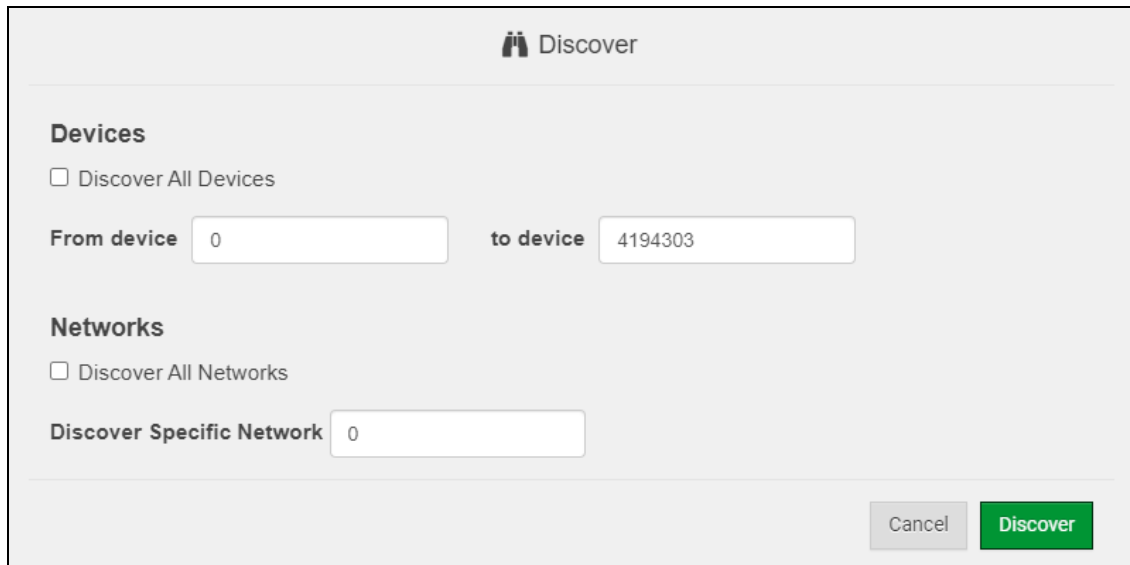 Discover
Devices
Discover All Devices
From device 0 to device 4194303
Networks
Discover All Networks
Discover Specific Network 0
Cancel Discover